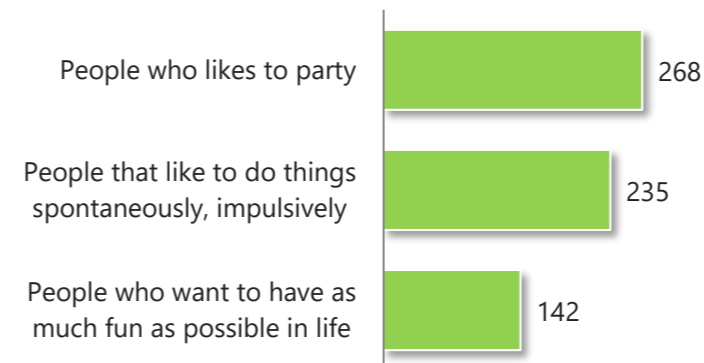 People who likes to party
268
People that like to do things
spontaneously, impulsively
235
People who want to have as
much fun as possible in life
142